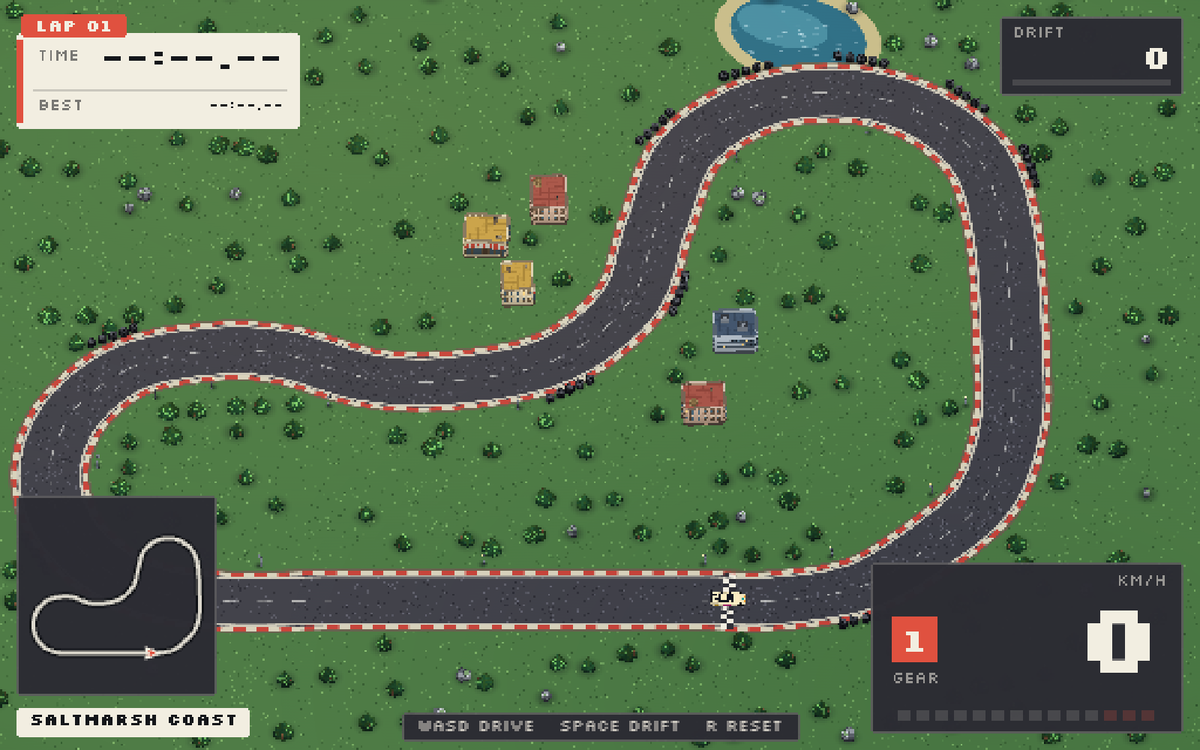 LAP 01
TIME --:--.--
BEST --:--.--
DRIFT
0
KM/H
1
0
GEAR
SALTMARSH COAST
WASD DRIVE SPACE DRIFT R RESET